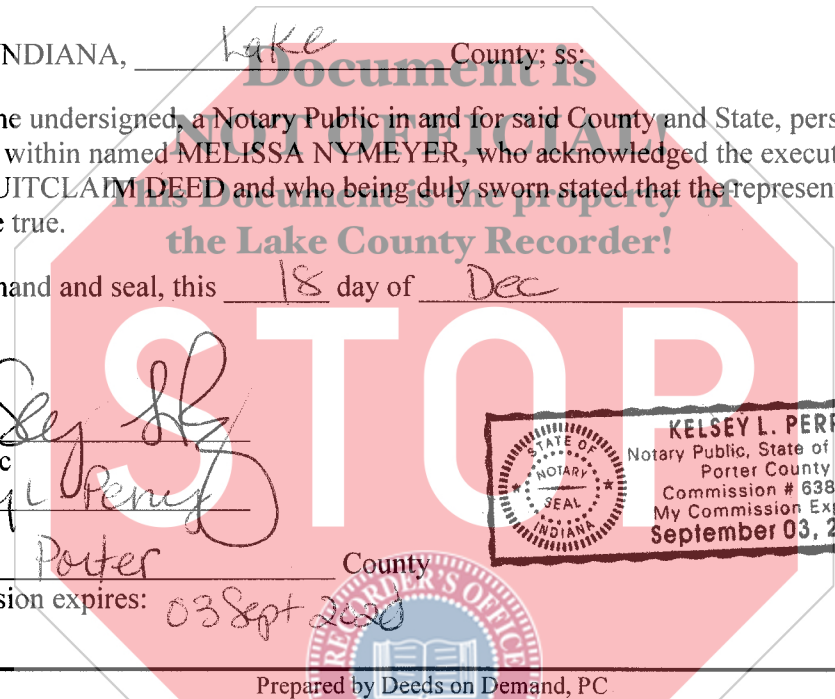 NDIANA, Lake County; ss:
Document is
NOT OFFICIAL!
This Document is the property of
the Lake County Recorder!
ne undersigned, a Notary Public in and for said County and State, pers
within named MELISSA NYMEYER, who acknowledged the execut
UITCLAIM DEED and who being duly sworn stated that the represen
e true.
hand and seal, this 18 day of Dec
STOP
sey
c
y L Perry
Porter County
sion expires: 03 Sept 2020
KELSEY L. PERR
Notary Public, State of
Porter County
Commission # 638
My Commission Exp
September 03, 2
STATE OF
NOTARY
SEAL
INDIANA
RECORDER'S OFFICE
Prepared by Deeds on Demand, PC